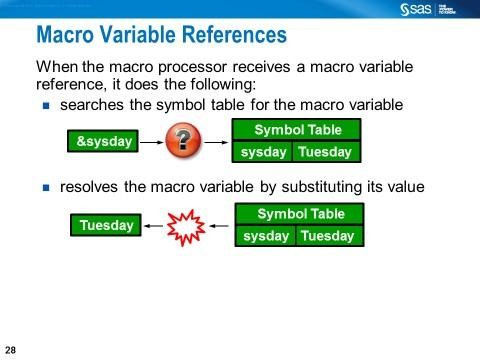 sas THE POWER TO KNOW
Macro Variable References
When the macro processor receives a macro variable
reference, it does the following:
searches the symbol table for the macro variable
&sysday
?
Symbol Table
sysday Tuesday
resolves the macro variable by substituting its value
Tuesday
Symbol Table
sysday Tuesday
28